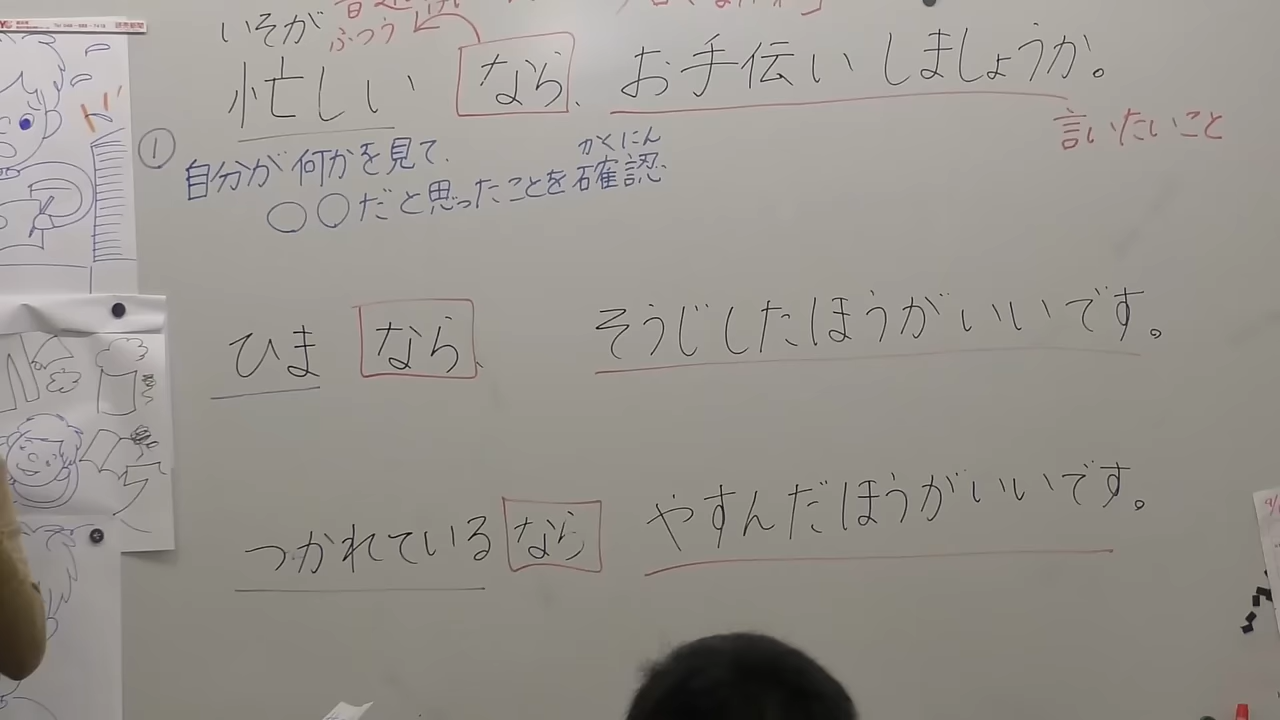 いそが
ふつう
忙しい なら、お手伝いしましょうか。
言いたいこと
① 自分が何かを見て、
かくにん
○○だと思ったことを確認
ひま なら、 そうじしたほうがいいです。
つかれている なら やすんだほうがいいです。